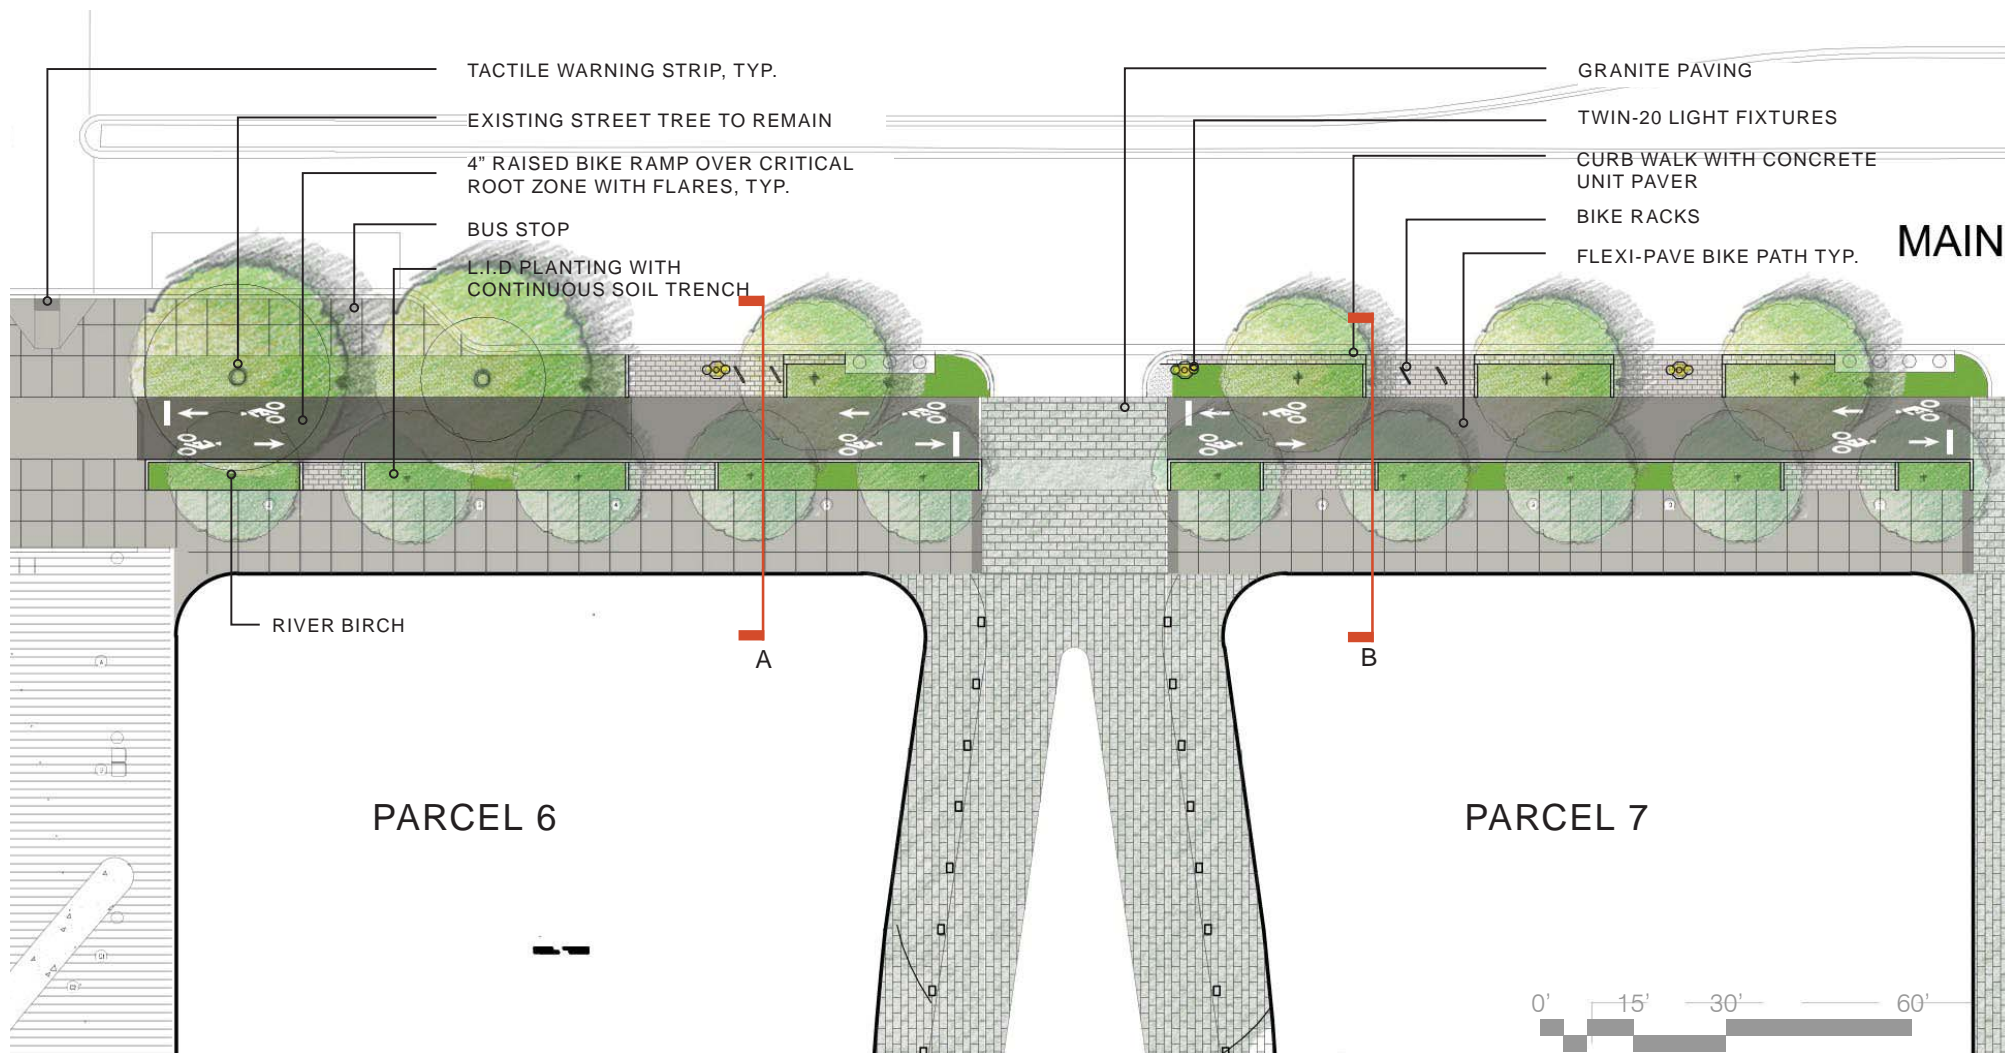 TACTILE WARNING STRIP, TYP.
EXISTING STREET TREE TO REMAIN
4” RAISED BIKE RAMP OVER CRITICAL
ROOT ZONE WITH FLARES, TYP.
BUS STOP
L.I.D PLANTING WITH
CONTINUOUS SOIL TRENCH
GRANITE PAVING
TWIN-20 LIGHT FIXTURES
CURB WALK WITH CONCRETE
UNIT PAVER
BIKE RACKS
FLEXI-PAVE BIKE PATH TYP.
MAIN
RIVER BIRCH
A
B
PARCEL 6
PARCEL 7
0’ 15’ 30’ 60’